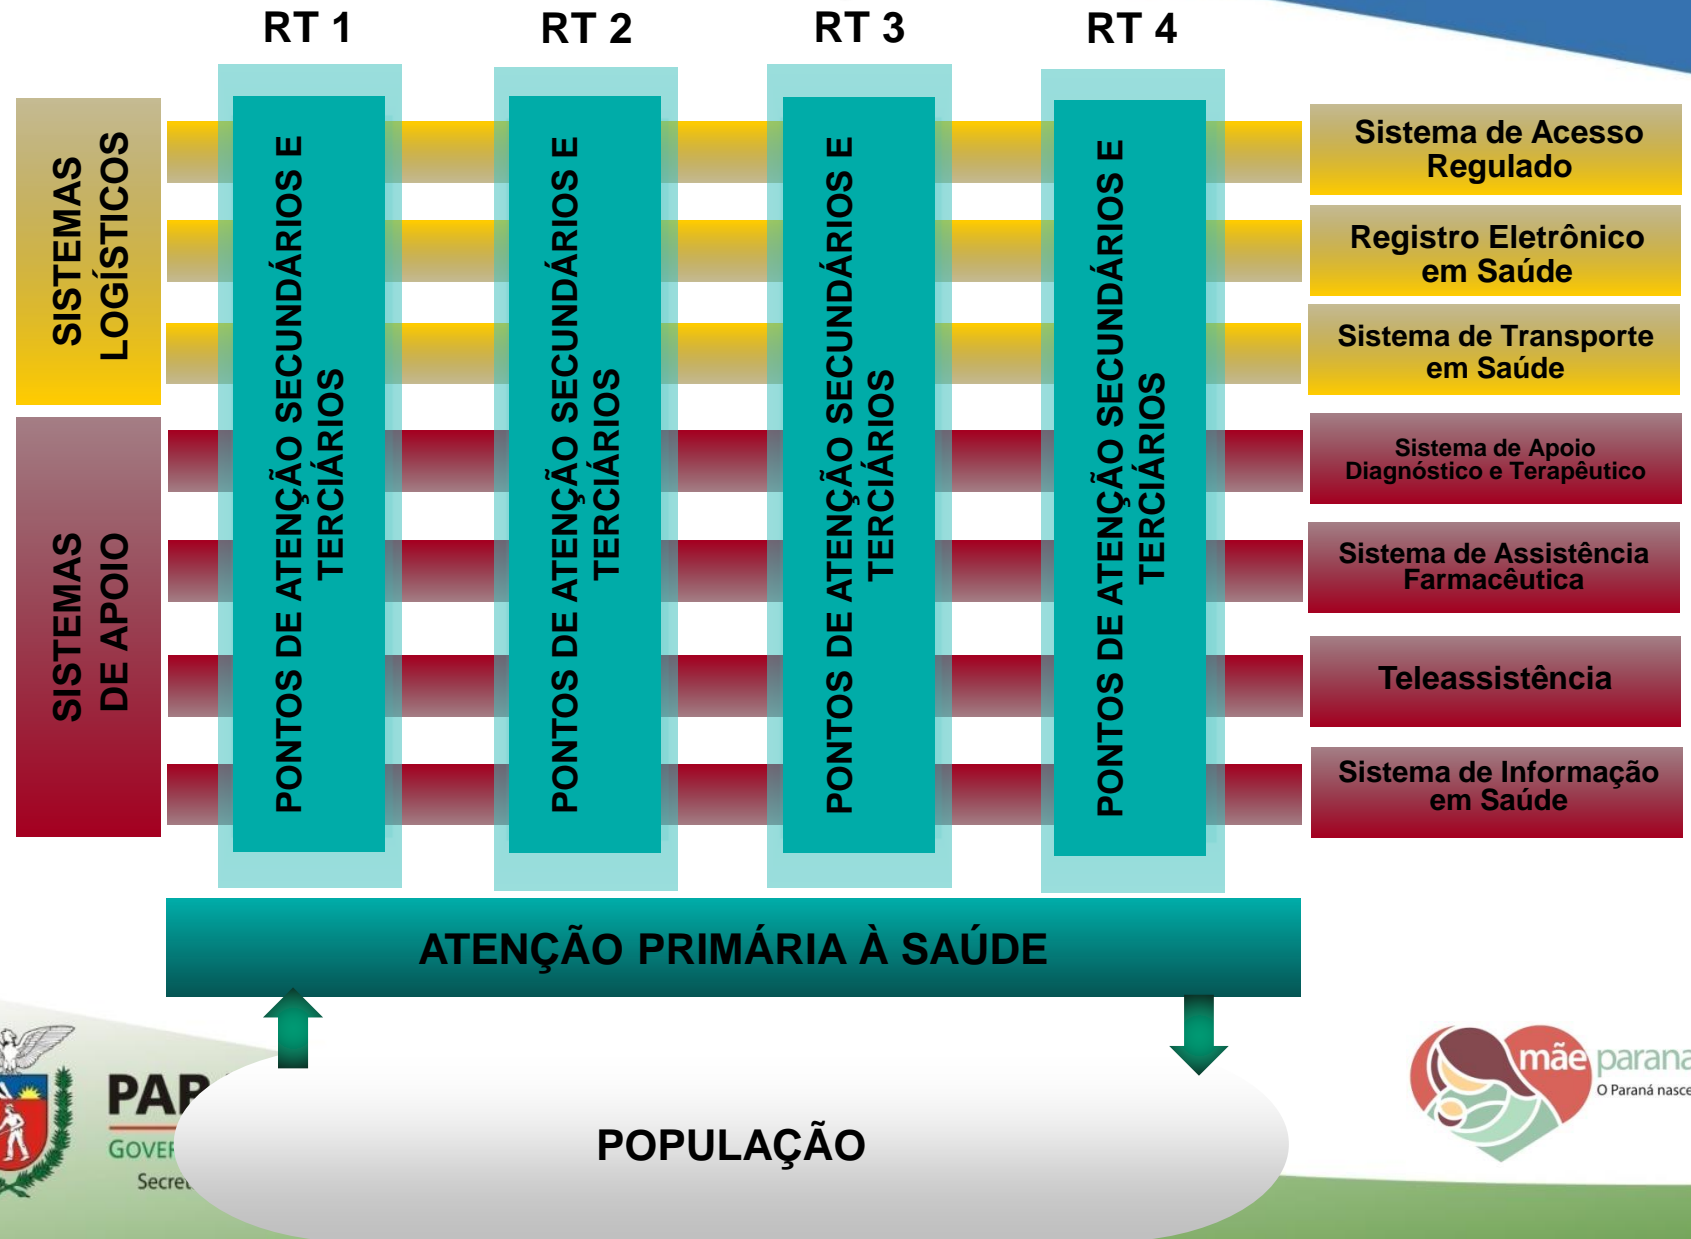 RT 1
RT 2
RT 3
RT 4
SISTEMAS
LOGÍSTICOS
SISTEMAS
DE APOIO
PONTOS DE ATENÇÃO SECUNDÁRIOS E
TERCIÁRIOS
PONTOS DE ATENÇÃO SECUNDÁRIOS E
TERCIÁRIOS
PONTOS DE ATENÇÃO SECUNDÁRIOS E
TERCIÁRIOS
PONTOS DE ATENÇÃO SECUNDÁRIOS E
TERCIÁRIOS
Sistema de Acesso
Regulado
Registro Eletrônico
em Saúde
Sistema de Transporte
em Saúde
Sistema de Apoio
Diagnóstico e Terapêutico
Sistema de Assistência
Farmacêutica
Teleassistência
Sistema de Informação
em Saúde
ATENÇÃO PRIMÁRIA À SAÚDE
POPULAÇÃO
mãe
O Paraná nasce